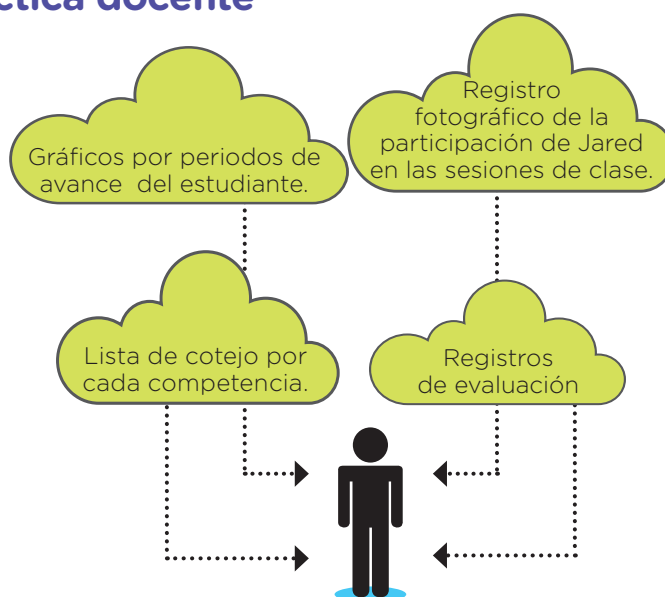 ctica docente
Gráficos por periodos de
avance del estudiante.
Registro
fotográfico de la
participación de Jared
en las sesiones de clase.
Lista de cotejo por
cada competencia.
Registros
de evaluación